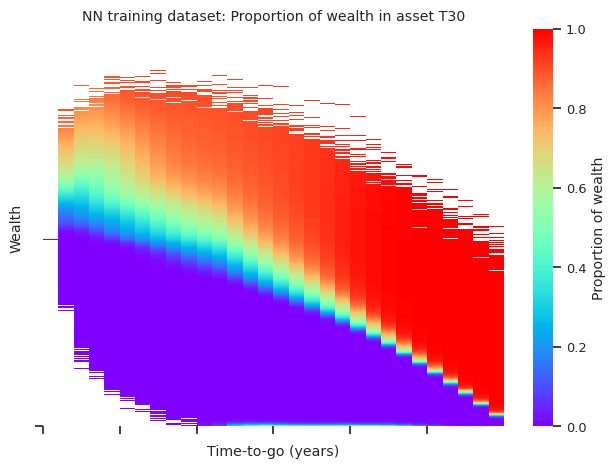 NN training dataset: Proportion of wealth in asset T30
Wealth
Time-to-go (years)
1.0
0.8
0.6
0.4
0.2
0.0
Proportion of wealth